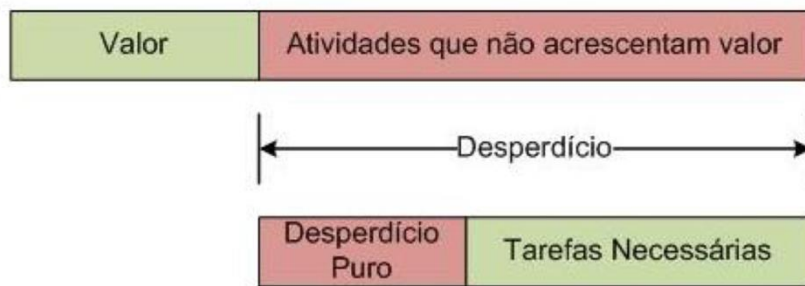 Valor
Atividades que não acrescentam valor
Desperdício
Desperdício
Puro
Tarefas Necessárias